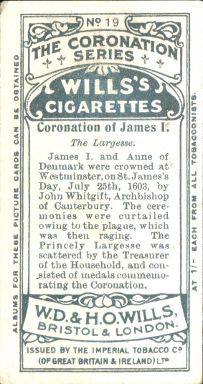 No 19
THE CORONATION
SERIES
WILLS'S
CIGARETTES
Coronation of James I.
The Largesse.
James I. and Anne of
Denmark were crowned at
Westminster, on St. James's
Day, July 25th, 1603, by
John Whitgift, Archbishop
of Canterbury. The cere-
monies were curtailed
owing to the plague, which
was then raging. The
Princely Largesse was
scattered by the Treasurer
of the Household, and con-
sisted of medals commemo-
rating the Coronation.
W.D. & H.O. WILLS,
BRISTOL & LONDON.
ISSUED BY THE IMPERIAL TOBACCO Co
(OF GREAT BRITAIN & IRELAND) LTD
ALBUMS FOR THESE PICTURE CARDS CAN BE OBTAINED
AT 1/- EACH FROM ALL TOBACCONISTS.